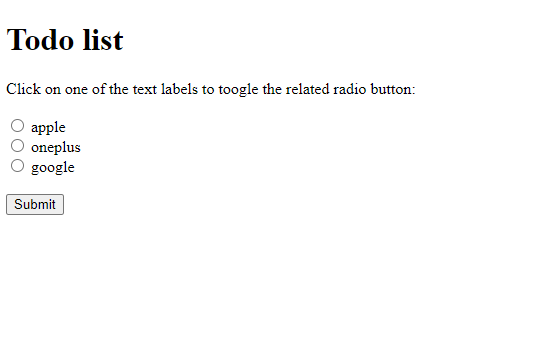 Todo list
Click on one of the text labels to toogle the related radio button:
apple
oneplus
google
Submit